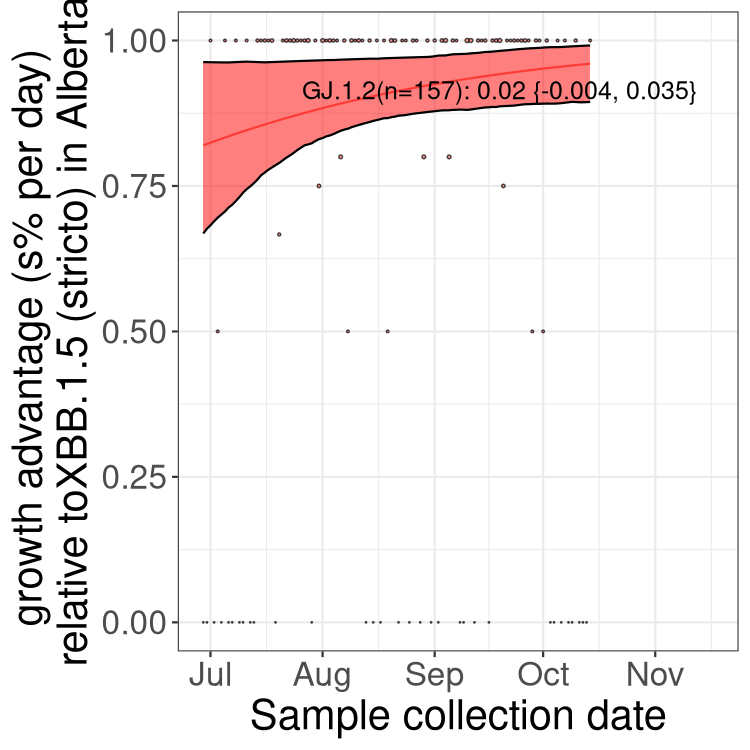 growth advantage (s% per day)
relative toXBB.1.5 (stricto) in Alberta
1.00
0.75
0.50
0.25
0.00
GJ.1.2(n=157): 0.02 {-0.004, 0.035}
Jul Aug Sep Oct Nov
Sample collection date